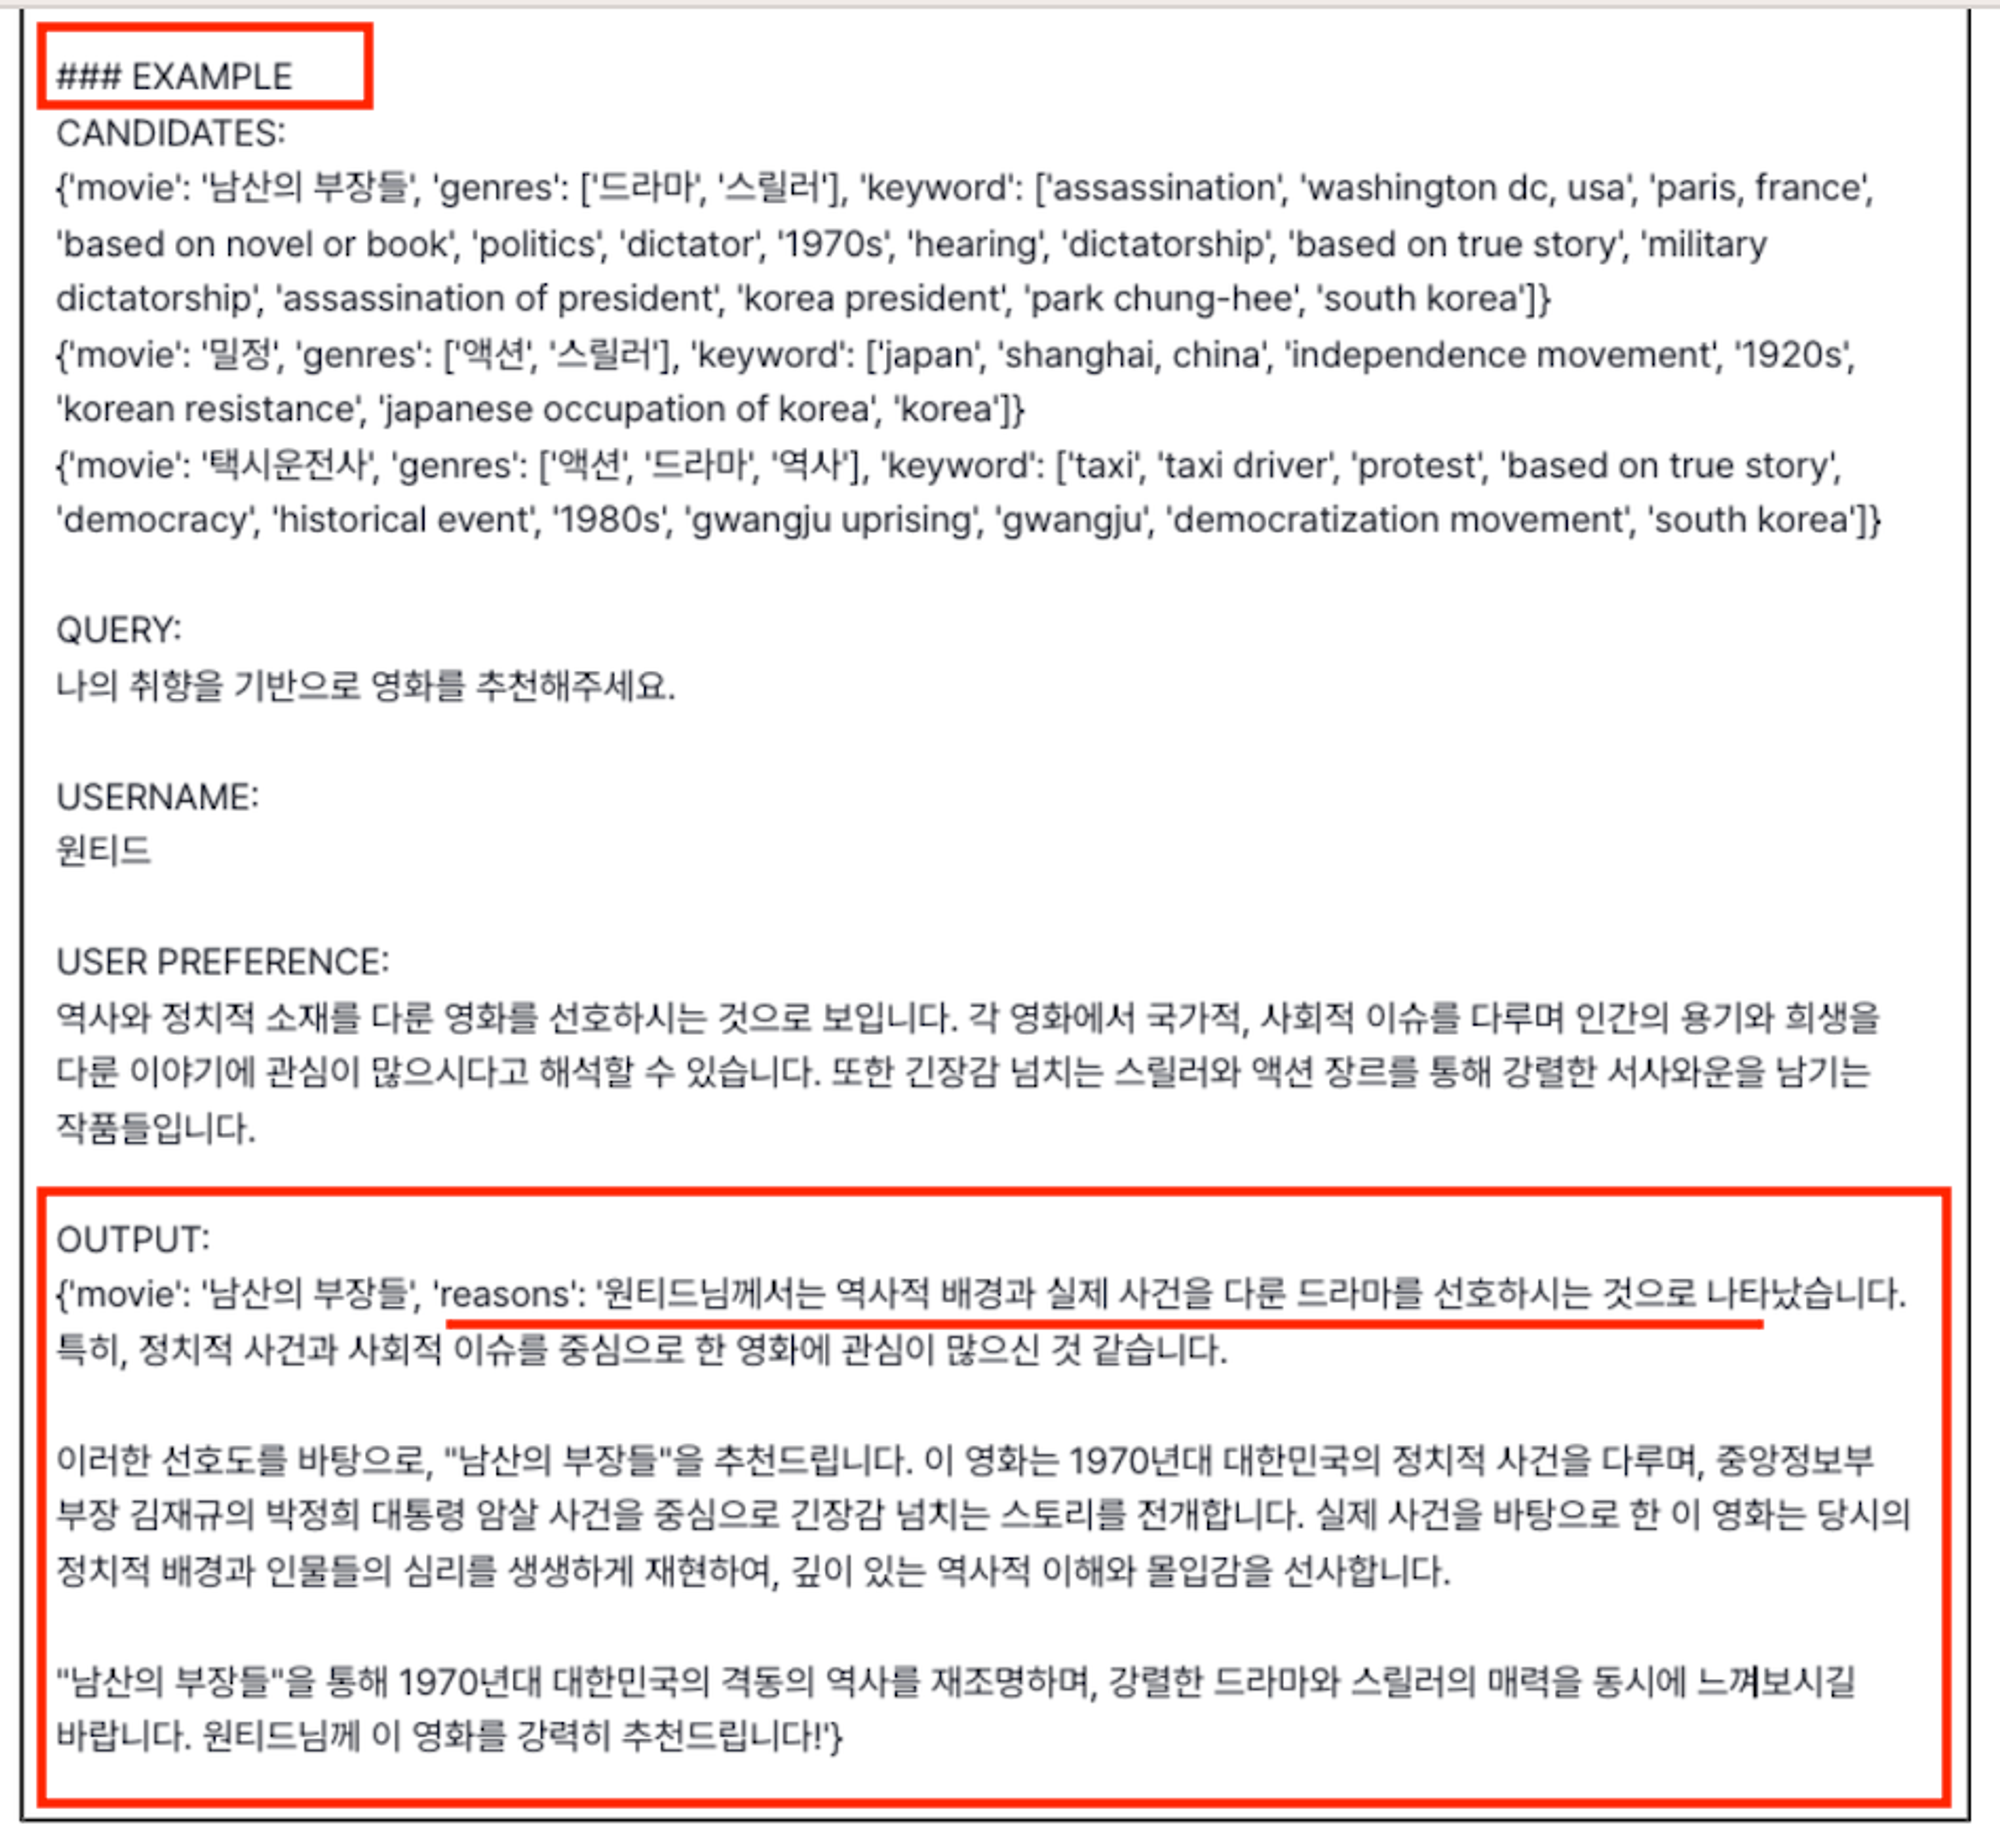 ### EXAMPLE
CANDIDATES:
{'movie': '남산의 부장들', 'genres': ['드라마', '스릴러'], 'keyword': ['assassination', 'washington dc, usa', 'paris, france',
'based on novel or book', 'politics', 'dictator', '1970s', 'hearing', 'dictatorship', 'based on true story', 'military
dictatorship', 'assassination of president', 'korea president', 'park chung-hee', 'south korea']}
{'movie': '밀정', 'genres': ['액션', '스릴러'], 'keyword': ['japan', 'shanghai, china', 'independence movement', '1920s',
'korean resistance', 'japanese occupation of korea', 'korea']}
{'movie': '택시운전사', 'genres': ['액션', '드라마', '역사'], 'keyword': ['taxi', 'taxi driver', 'protest', 'based on true story',
'democracy', 'historical event', '1980s', 'gwangju uprising', 'gwangju', 'democratization movement', 'south korea']}
QUERY:
나의 취향을 기반으로 영화를 추천해주세요.
USERNAME:
원티드
USER PREFERENCE:
역사와 정치적 소재를 다룬 영화를 선호하시는 것으로 보입니다. 각 영화에서 국가적, 사회적 이슈를 다루며 인간의 용기와 희생을
다룬 이야기에 관심이 많으시다고 해석할 수 있습니다. 또한 긴장감 넘치는 스릴러와 액션 장르를 통해 강렬한 서사와운을 남기는
작품들입니다.
OUTPUT:
{'movie': '남산의 부장들', 'reasons': '원티드님께서는 역사적 배경과 실제 사건을 다룬 드라마를 선호하시는 것으로 나타났습니다.
특히, 정치적 사건과 사회적 이슈를 중심으로 한 영화에 관심이 많으신 것 같습니다.
이러한 선호도를 바탕으로, "남산의 부장들"을 추천드립니다. 이 영화는 1970년대 대한민국의 정치적 사건을 다루며, 중앙정보부
부장 김재규의 박정희 대통령 암살 사건을 중심으로 긴장감 넘치는 스토리를 전개합니다. 실제 사건을 바탕으로 한 이 영화는 당시의
정치적 배경과 인물들의 심리를 생생하게 재현하여, 깊이 있는 역사적 이해와 몰입감을 선사합니다.
"남산의 부장들"을 통해 1970년대 대한민국의 격동의 역사를 재조명하며, 강렬한 드라마와 스릴러의 매력을 동시에 느껴보시길
바랍니다. 원티드님께 이 영화를 강력히 추천드립니다!'}